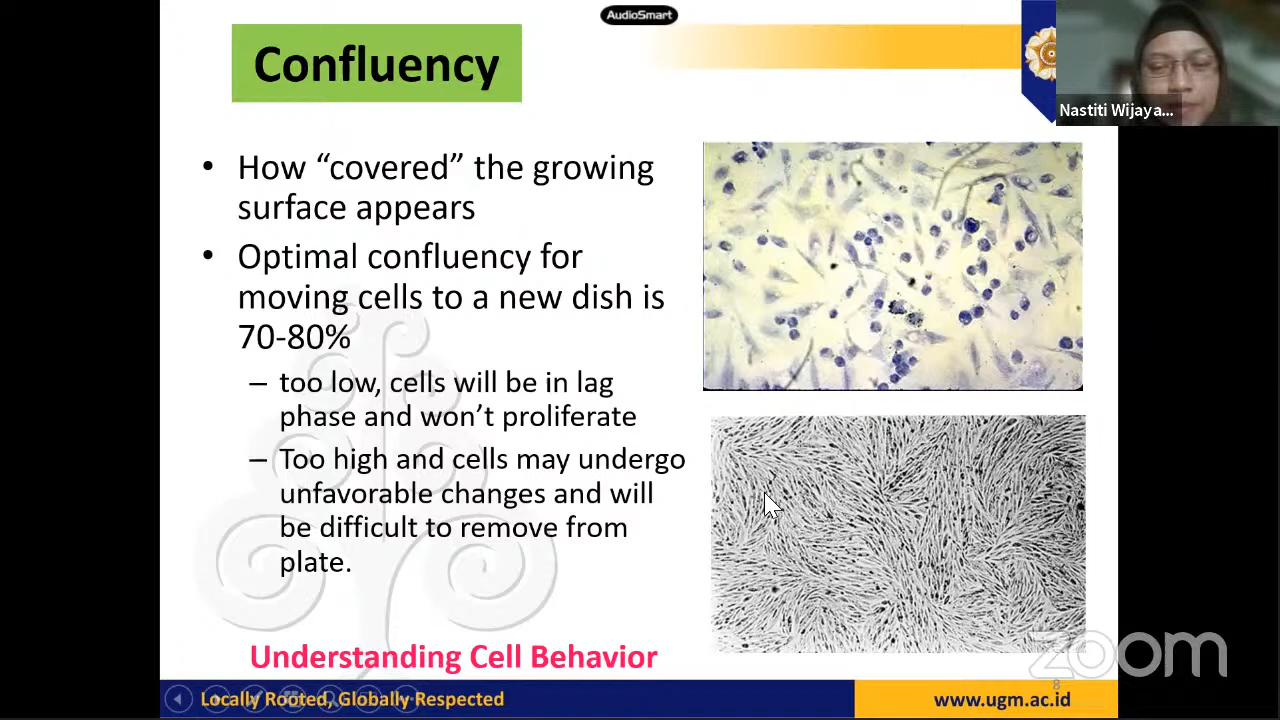 AudioSmart
Confluency
Nastiti Wijaya...
• How “covered” the growing
surface appears
• Optimal confluency for
moving cells to a new dish is
70-80%
– too low, cells will be in lag
phase and won’t proliferate
– Too high and cells may undergo
unfavorable changes and will
be difficult to remove from
plate.
Understanding Cell Behavior
zoom
8
Locally Rooted, Globally Respected
www.ugm.ac.id